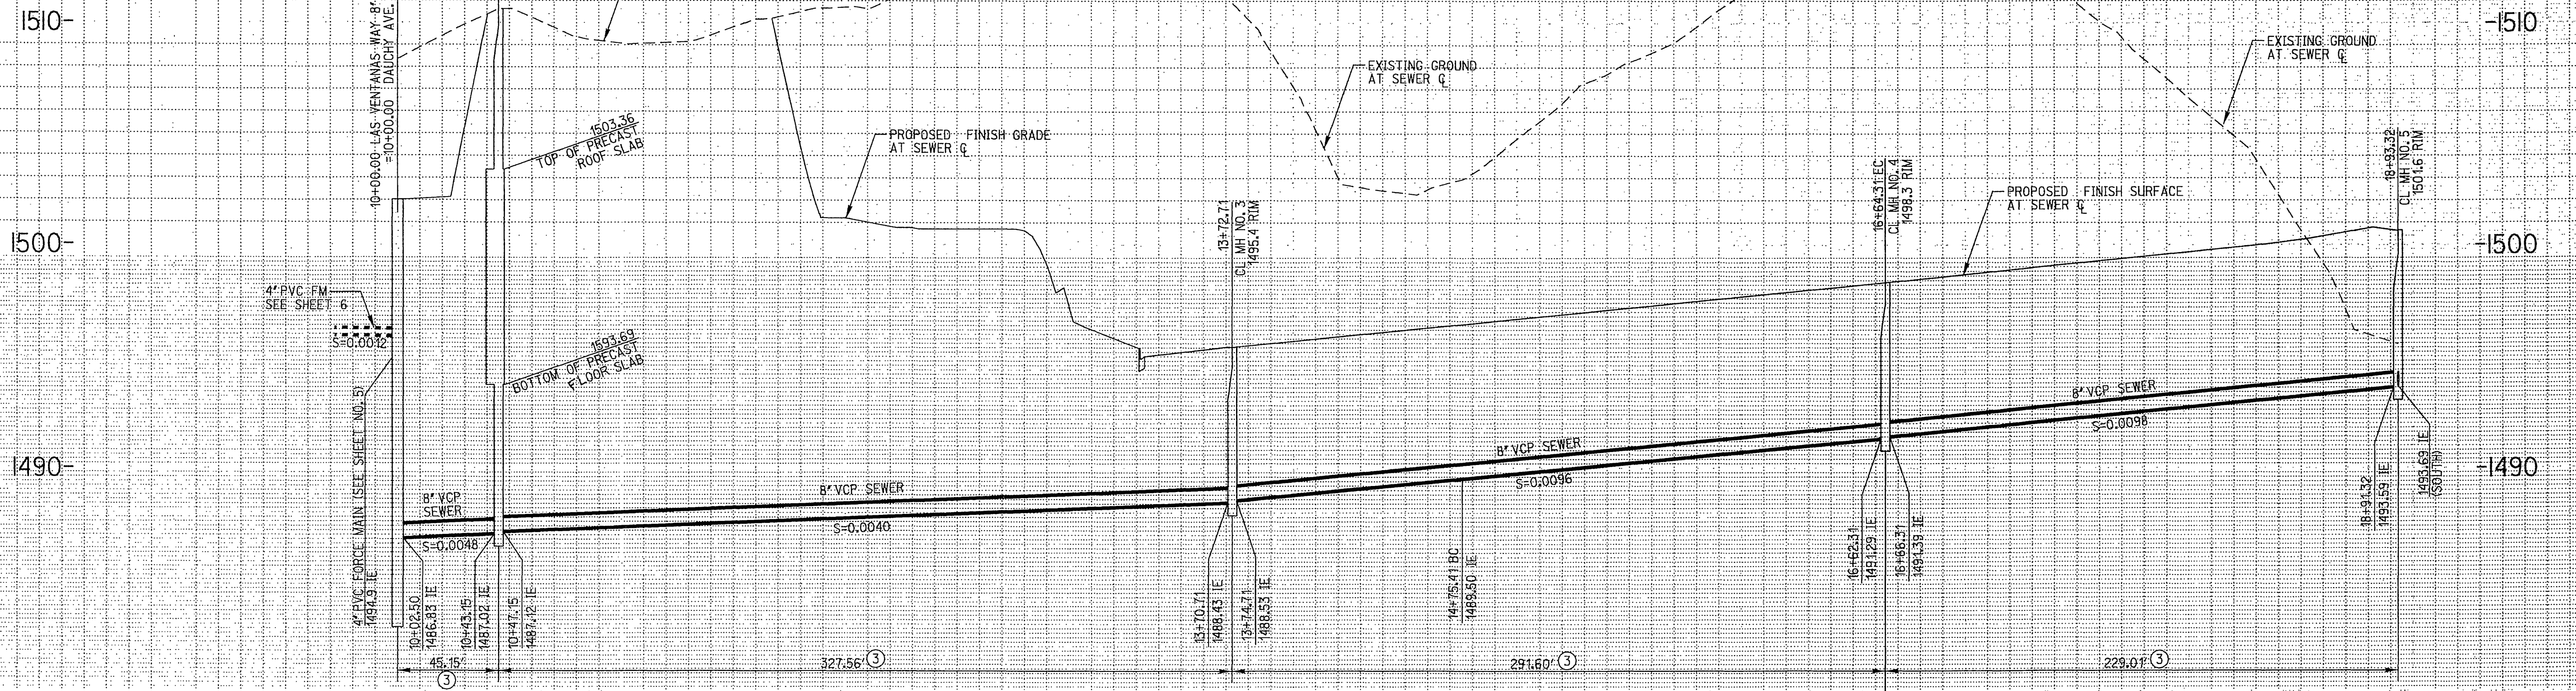 1510-
-1510
10+00.00 LAS VENTANAS WAY 8"
=10+00.00 DAUCHY AVE.
EXISTING GROUND
AT SEWER ℄
EXISTING GROUND
AT SEWER ℄
1503.36
TOP OF PRECAST
ROOF SLAB
PROPOSED FINISH GRADE
AT SEWER ℄
13+72.71
CL MH NO. 3
1495.4 RIM
16+64.31 EC
CL MH NO. 4
1498.3 RIM
PROPOSED FINISH SURFACE
AT SEWER ℄
18+93.32
CL MH NO. 5
1501.6 RIM
1500-
-1500
4" PVC FM
SEE SHEET 6
S=0.0012
1593.69
BOTTOM OF PRECAST
FLOOR SLAB
1490-
-1490
4" PVC FORCE MAIN (SEE SHEET NO. 5)
1494.9 IE
8" VCP
SEWER
S=0.0048
8" VCP SEWER
S=0.0040
8" VCP SEWER
S=0.0096
8" VCP SEWER
S=0.0098
10+02.50
1486.83 IE
10+43.15
1487.02 IE
10+47.15
1487.12 IE
13+70.71
1488.43 IE
13+74.71
1488.53 IE
14+75.41 BC
1489.50 IE
16+62.31
1491.29 IE
16+66.31
1491.39 IE
18+91.32
1493.59 IE
1493.69 IE
(SOUTH)
45.15'
3
327.56' 3
291.60' 3
229.01' 3